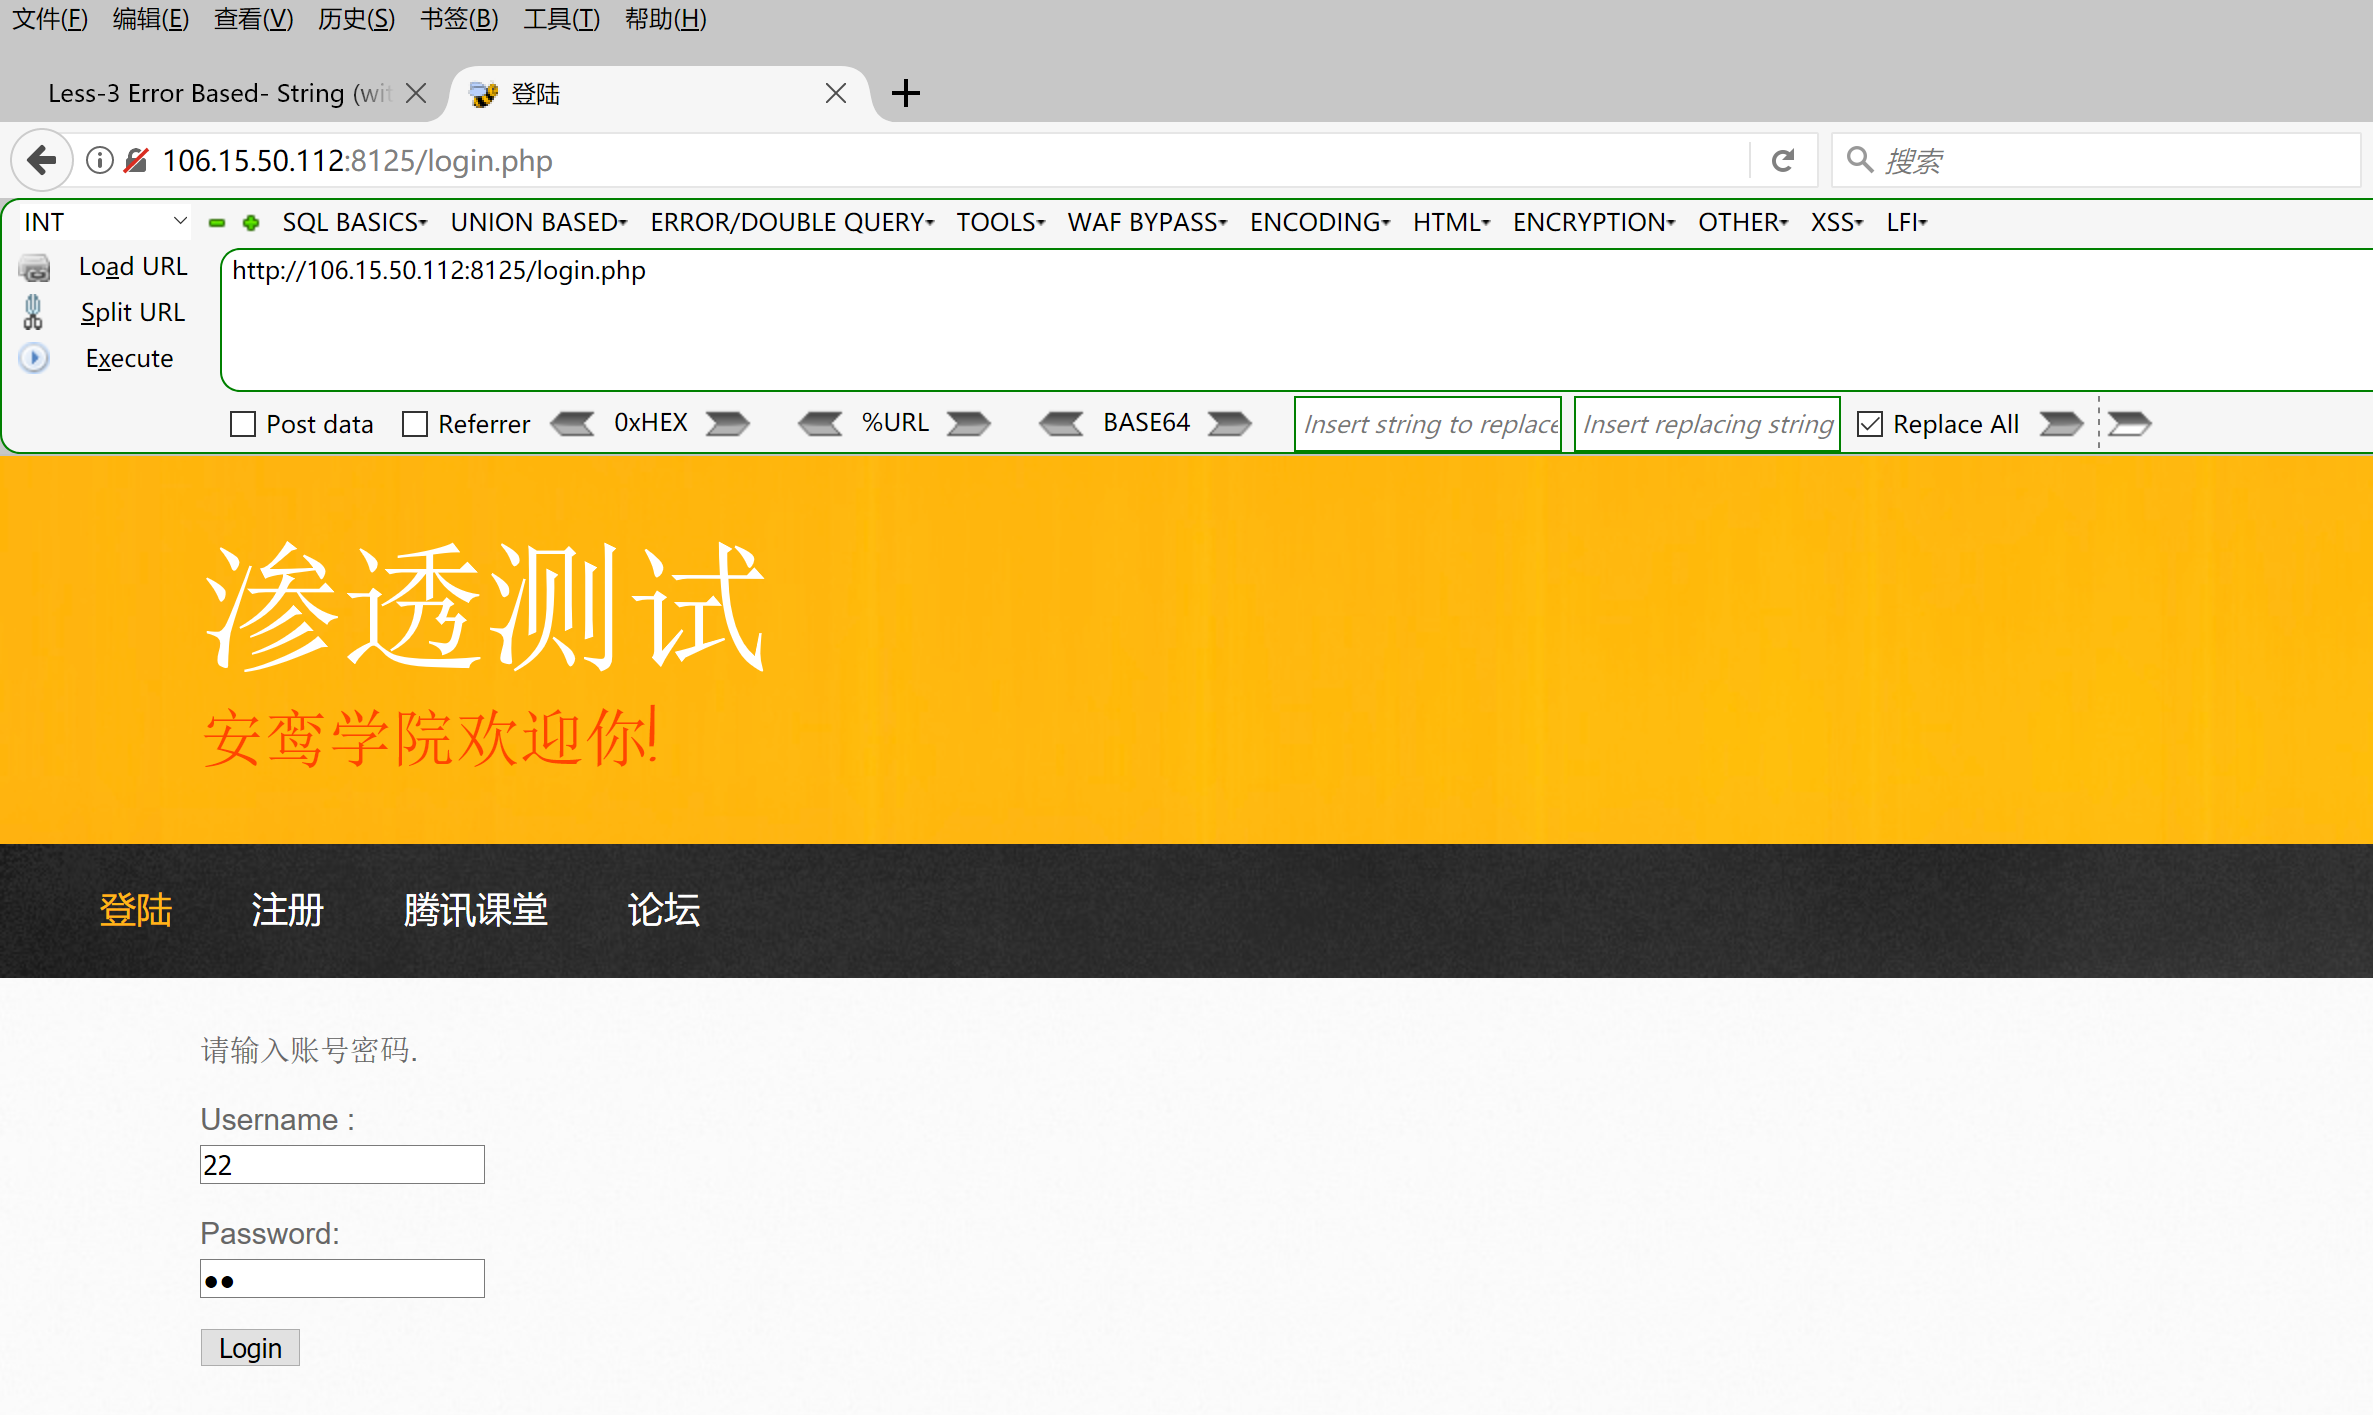 文件(F) 编辑(E) 查看(V) 历史(S) 书签(B) 工具(T) 帮助(H)
Less-3 Error Based- String (wit 登陆
106.15.50.112:8125/login.php 搜索
INT SQL BASICS UNION BASED ERROR/DOUBLE QUERY TOOLS WAF BYPASS ENCODING HTML ENCRYPTION OTHER XSS LFI
Load URL http://106.15.50.112:8125/login.php
Split URL
Execute
Post data Referrer 0xHEX %URL BASE64 Insert string to replace Insert replacing string Replace All
渗透测试
安鸾学院欢迎你!
登陆 注册 腾讯课堂 论坛
请输入账号密码.
Username :
22
Password:
Login